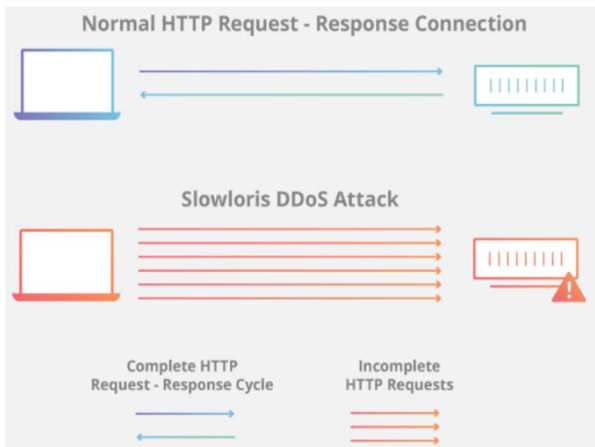 Normal HTTP Request - Response Connection
Slowloris DDoS Attack
Complete HTTP
Request - Response Cycle
Incomplete
HTTP Requests